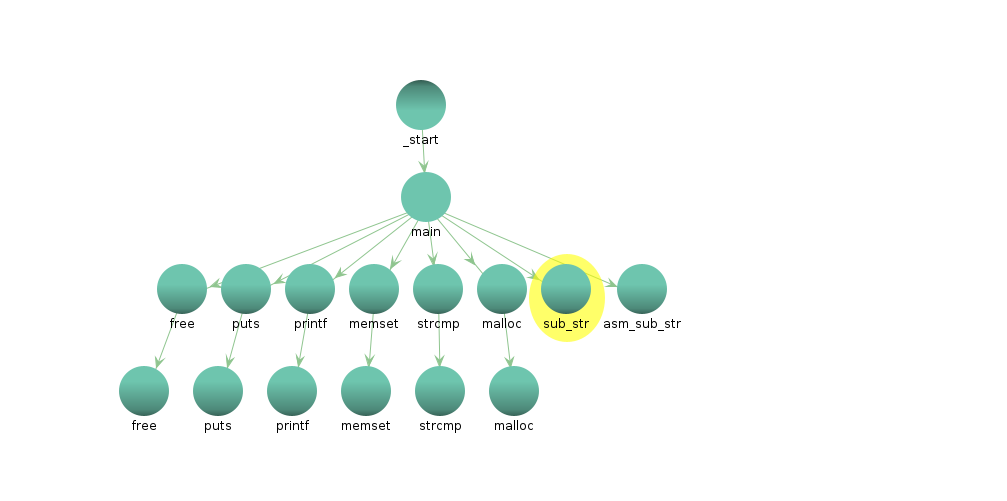 _start
main
free
puts
printf
memset
strcmp
malloc
sub_str
asm_sub_str
free
puts
printf
memset
strcmp
malloc